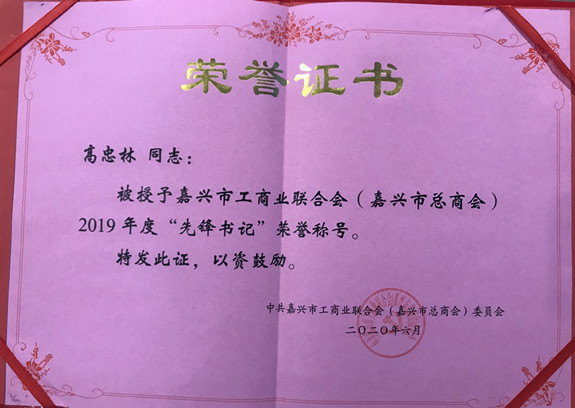 荣誉证书
高忠林 同志：
被授予嘉兴市工商业联合会（嘉兴市总商会）
2019年度“先锋书记”荣誉称号。
特发此证，以资鼓励。
中共嘉兴市工商业联合会（嘉兴市总商会）委员会
二〇二〇年六月